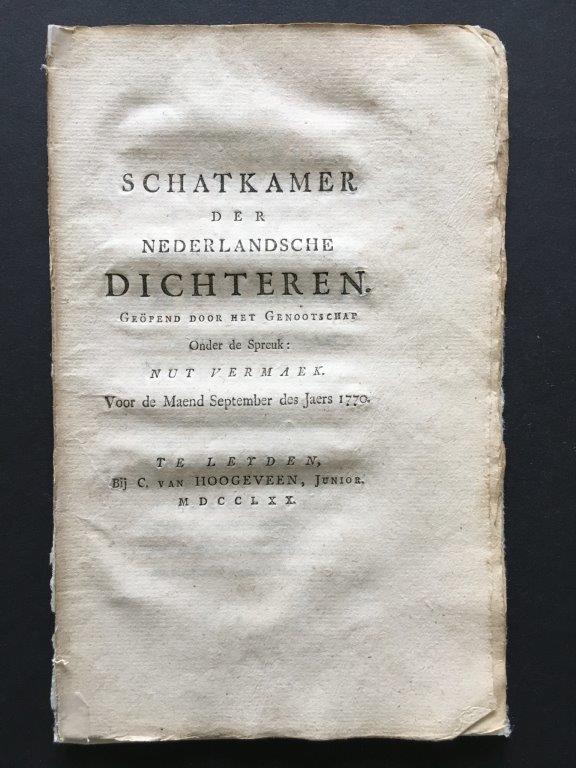 SCHATKAMER
DER
NEDERLANDSCHE
DICHTEREN.
GEÖPEND DOOR HET GENOOTSCHAP
Onder de Spreuk:
NUT VERMAEK.
Voor de Maend September des Jaers 1770.
TE LEYDEN,
Bij C. VAN HOOGEVEEN, JUNIOR.
MDCCLXX.